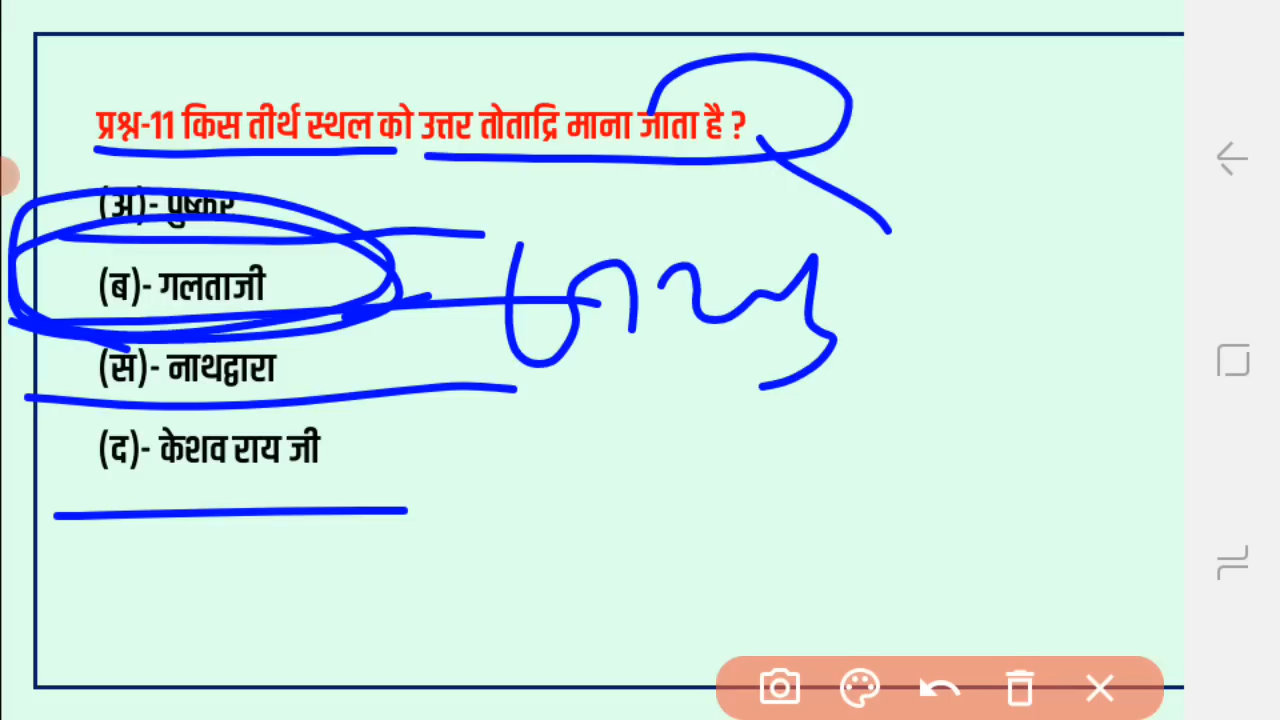 प्रश्न-11 किस तीर्थ स्थल को उत्तर तोताद्रि माना जाता है ?
(अ)- पुष्कर
(ब)- गलताजी
(स)- नाथद्वारा
(द)- केशव राय जी